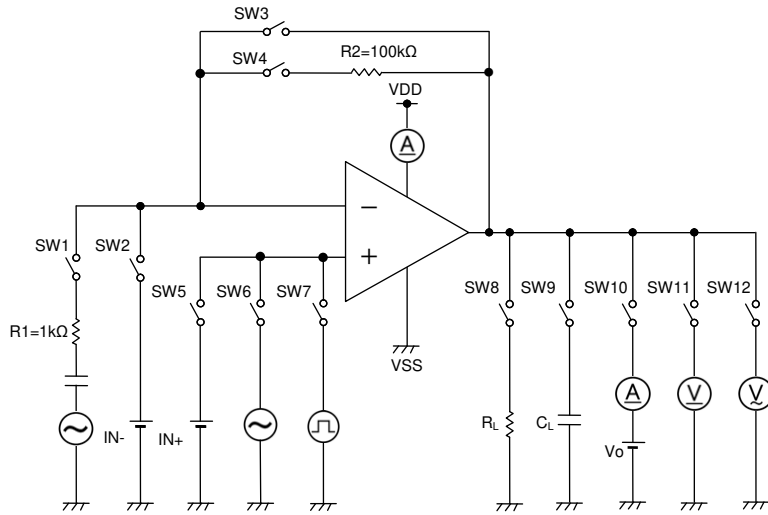 SW3
SW4
R2=100kΩ
VDD
A
−
+
SW1
SW2
SW5
SW6
SW7
SW8
SW9
SW10
SW11
SW12
VSS
R1=1kΩ
A
V
V
IN-
IN+
RL
CL
Vo